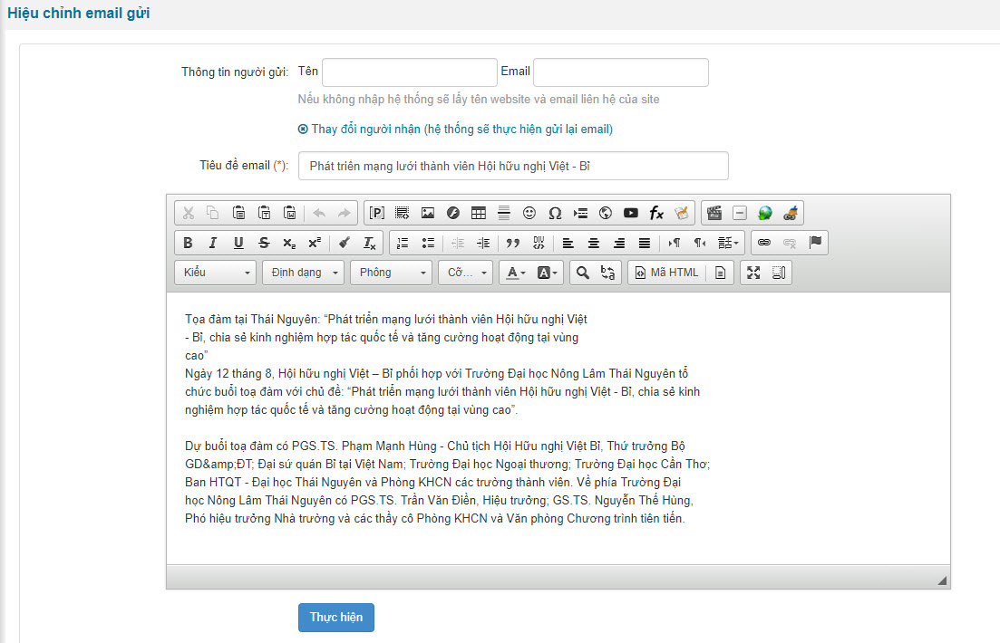 Hiệu chỉnh email gửi
Thông tin người gửi: Tên Email
Nếu không nhập hệ thống sẽ lấy tên website và email liên hệ của site
Thay đổi người nhận (hệ thống sẽ thực hiện gửi lại email)
Tiêu đề email (*): Phát triên mạng lưới thành viên Hội hữu nghị Việt - Bỉ
Kiểu Định dạng Phông Cỡ... Mã HTML
Tọa đàm tại Thái Nguyên: “Phát triển mạng lưới thành viên Hội hữu nghị Việt
- Bỉ, chia sẻ kinh nghiệm hợp tác quốc tế và tăng cường hoạt động tại vùng
cao”
Ngày 12 tháng 8, Hội hữu nghị Việt – Bỉ phối hợp với Trường Đại học Nông Lâm Thái Nguyên tổ
chức buổi toạ đàm với chủ đề: “Phát triển mạng lưới thành viên Hội hữu nghị Việt - Bỉ, chia sẻ kinh
nghiệm hợp tác quốc tế và tăng cường hoạt động tại vùng cao”.
Dự buổi toạ đàm có PGS.TS. Phạm Mạnh Hùng - Chủ tịch Hội Hữu nghị Việt Bỉ, Thứ trưởng Bộ
GD&amp;ĐT; Đại sứ quán Bỉ tại Việt Nam; Trường Đại học Ngoại thương; Trường Đại học Cần Thơ;
Ban HTQT - Đại học Thái Nguyên và Phòng KHCN các trường thành viên. Về phía Trường Đại
học Nông Lâm Thái Nguyên có PGS.TS. Trần Văn Điền, Hiệu trưởng; GS.TS. Nguyễn Thế Hùng,
Phó hiệu trưởng Nhà trường và các thầy cô Phòng KHCN và Văn phòng Chương trình tiên tiến.
Thực hiện